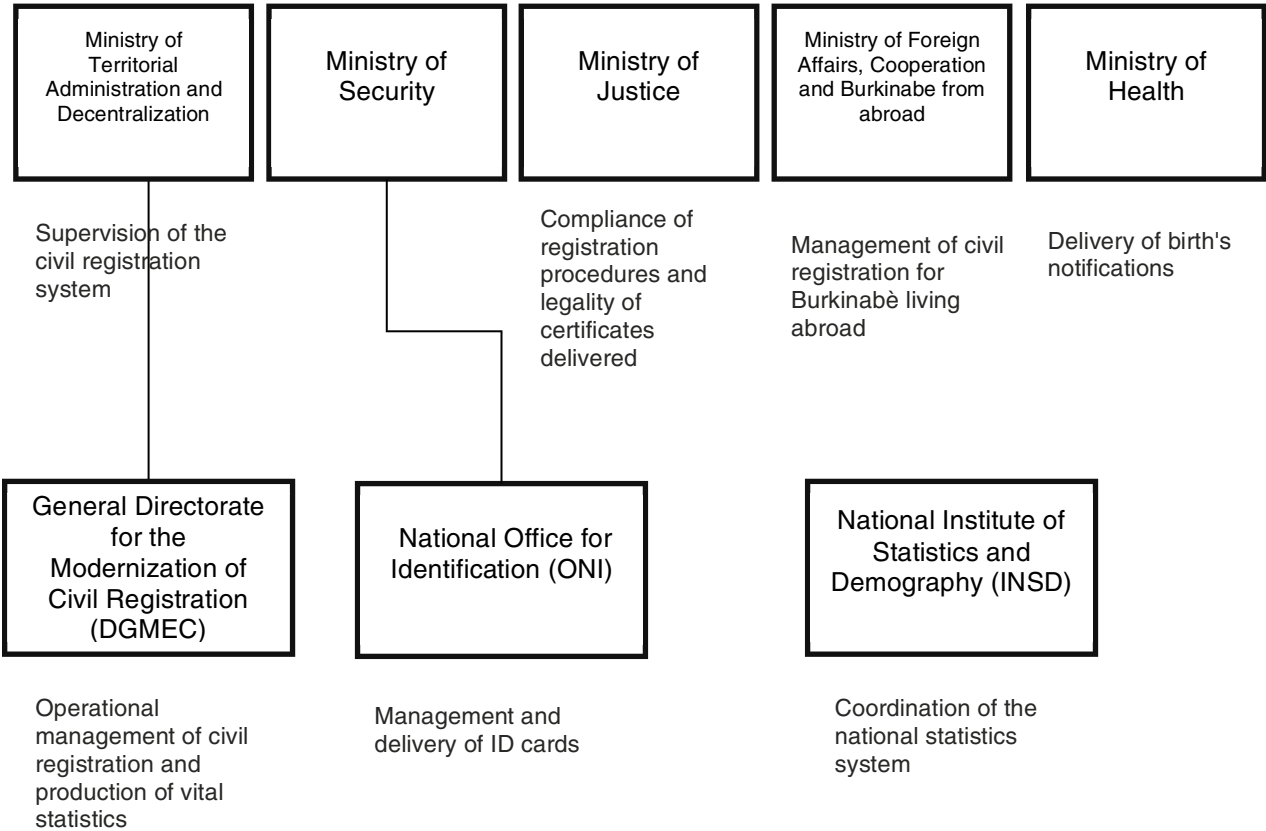 Ministry of
Territorial
Administration and
Decentralization
Ministry of
Security
Ministry of
Justice
Ministry of Foreign
Affairs, Cooperation
and Burkinabe from
abroad
Ministry of
Health
Supervision of the
civil registration
system
Compliance of
registration
procedures and
legality of
certificates
delivered
Management of civil
registration for
Burkinabè living
abroad
Delivery of birth's
notifications
General Directorate
for the
Modernization of
Civil Registration
(DGMEC)
National Office for
Identification (ONI)
National Institute of
Statistics and
Demography (INSD)
Operational
management of civil
registration and
production of vital
statistics
Management and
delivery of ID cards
Coordination of the
national statistics
system